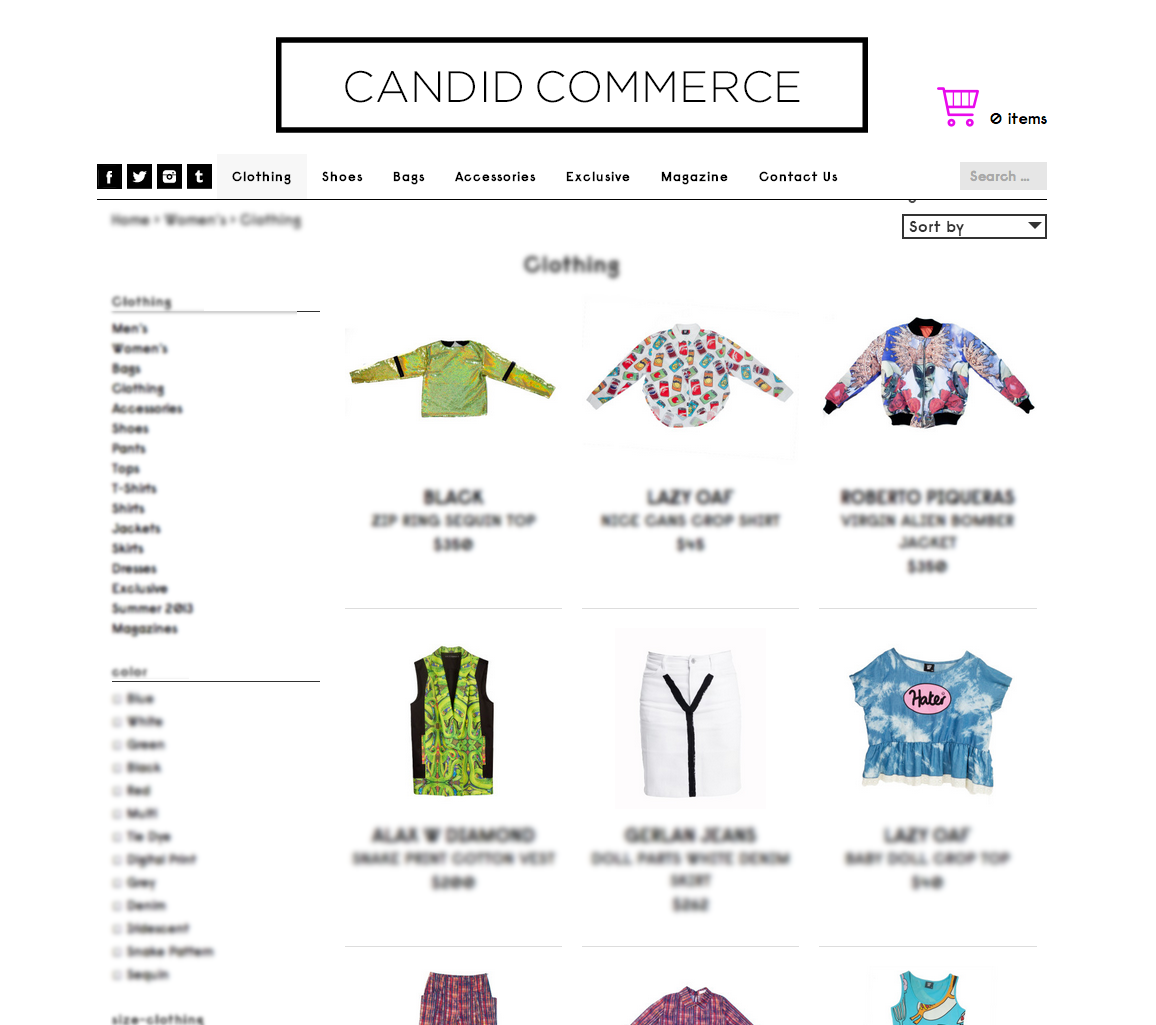 CANDID COMMERCE
0 items
Clothing Shoes Bags Accessories Exclusive Magazine Contact Us Search ...
Home > Women's > Clothing
Sort by
Clothing
Clothing
Men's
Women's
Bags
Clothing
Accessories
Shoes
Pants
Tops
T-Shirts
Shirts
Jackets
Skirts
Dresses
Exclusive
Summer 2013
Magazines
color
Blue
White
Green
Black
Red
Multi
Tie Dye
Digital Print
Grey
Denim
Iridescent
Snake Pattern
Sequin
size-clothing
BLACK
ZIP RING SEQUIN TOP
$350
LAZY OAF
NICE CANS CROP SHIRT
$45
ROBERTO PIQUERAS
VIRGIN ALIEN BOMBER
JACKET
$350
Hater
ALAX W DIAMOND
SNAKE PRINT COTTON VEST
$200
GERLAN JEANS
DOLL PARTS WHITE DENIM
SKIRT
$262
LAZY OAF
BABY DOLL CROP TOP
$40